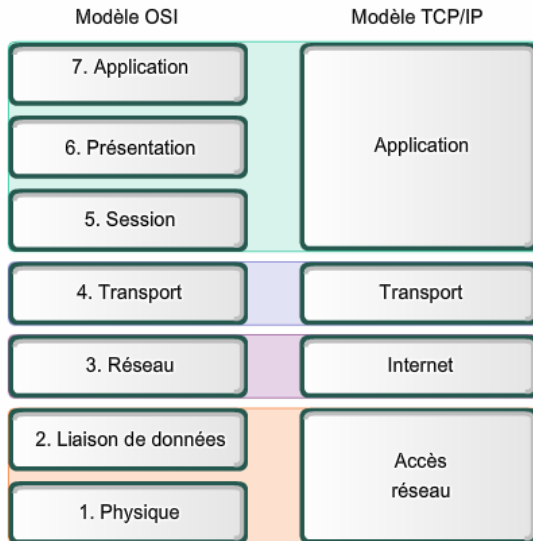 Modèle OSI
Modèle TCP/IP
7. Application
6. Présentation
5. Session
Application
4. Transport
Transport
3. Réseau
Internet
2. Liaison de données
1. Physique
Accès
réseau